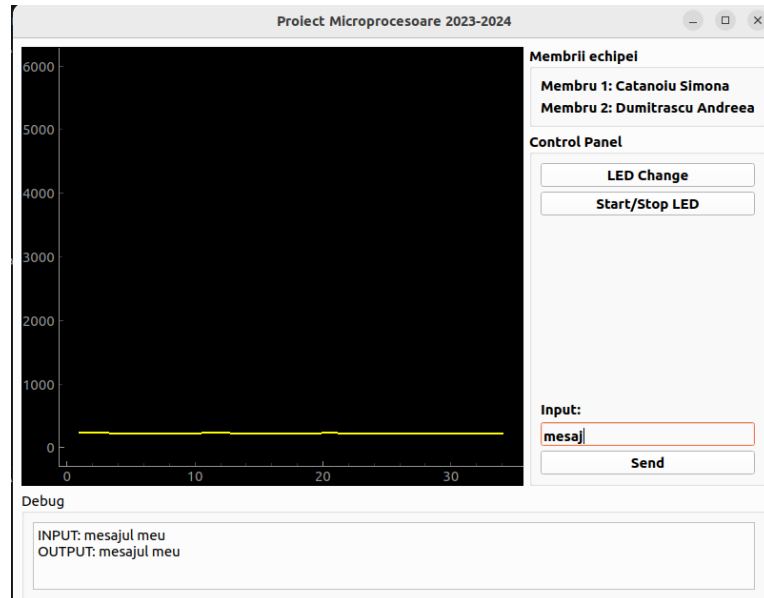 Proiect Microprocesoare 2023-2024
6000
5000
4000
3000
2000
1000
0
0 10 20 30
Membrii echipei
Membru 1: Catanoiu Simona
Membru 2: Dumitrascu Andreea
Control Panel
LED Change
Start/Stop LED
Input:
mesaj
Send
Debug
INPUT: mesajul meu
OUTPUT: mesajul meu